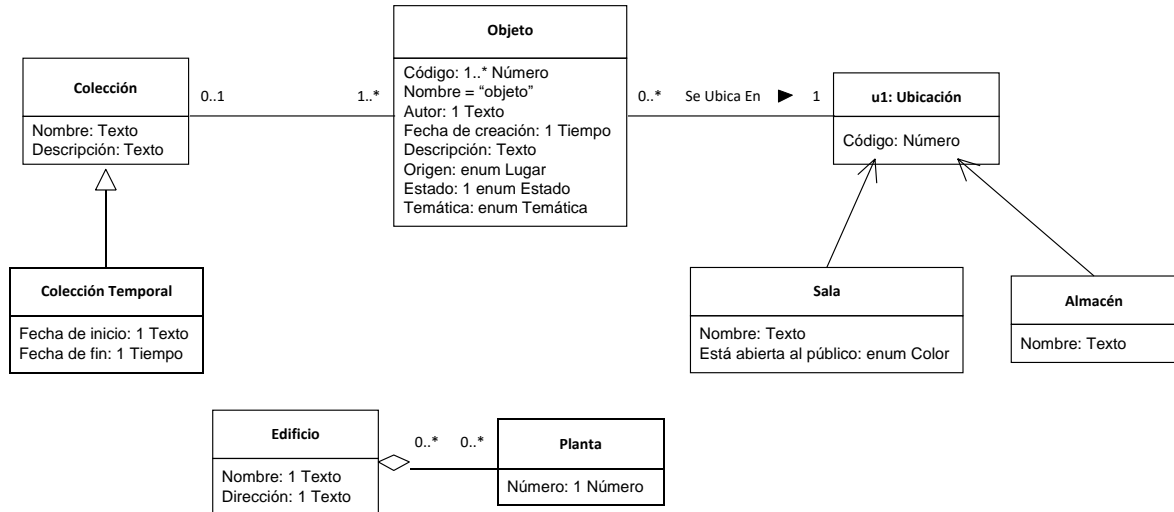 Colección
Nombre: Texto
Descripción: Texto
0..1
1..*
Objeto
Código: 1..* Número
Nombre = “objeto”
Autor: 1 Texto
Fecha de creación: 1 Tiempo
Descripción: Texto
Origen: enum Lugar
Estado: 1 enum Estado
Temática: enum Temática
0..* Se Ubica En ▶ 1
u1: Ubicación
Código: Número
Colección Temporal
Fecha de inicio: 1 Texto
Fecha de fin: 1 Tiempo
Sala
Nombre: Texto
Está abierta al público: enum Color
Almacén
Nombre: Texto
Edificio
Nombre: 1 Texto
Dirección: 1 Texto
0..* 0..*
Planta
Número: 1 Número